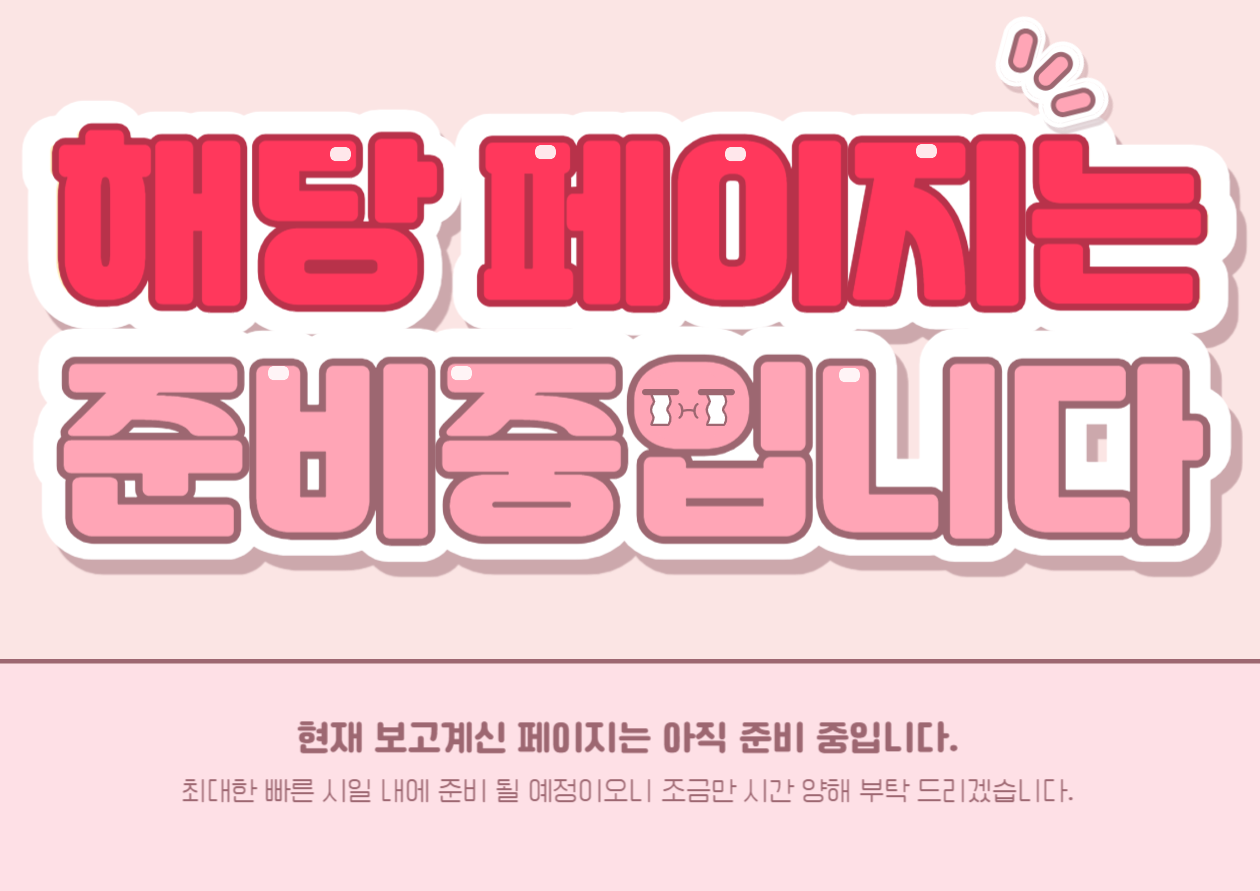 해당 페이지는
준비중입니다
현재 보고계신 페이지는 아직 준비 중입니다.
최대한 빠른 시일 내에 준비 될 예정이오니 조금만 시간 양해 부탁 드리겠습니다.